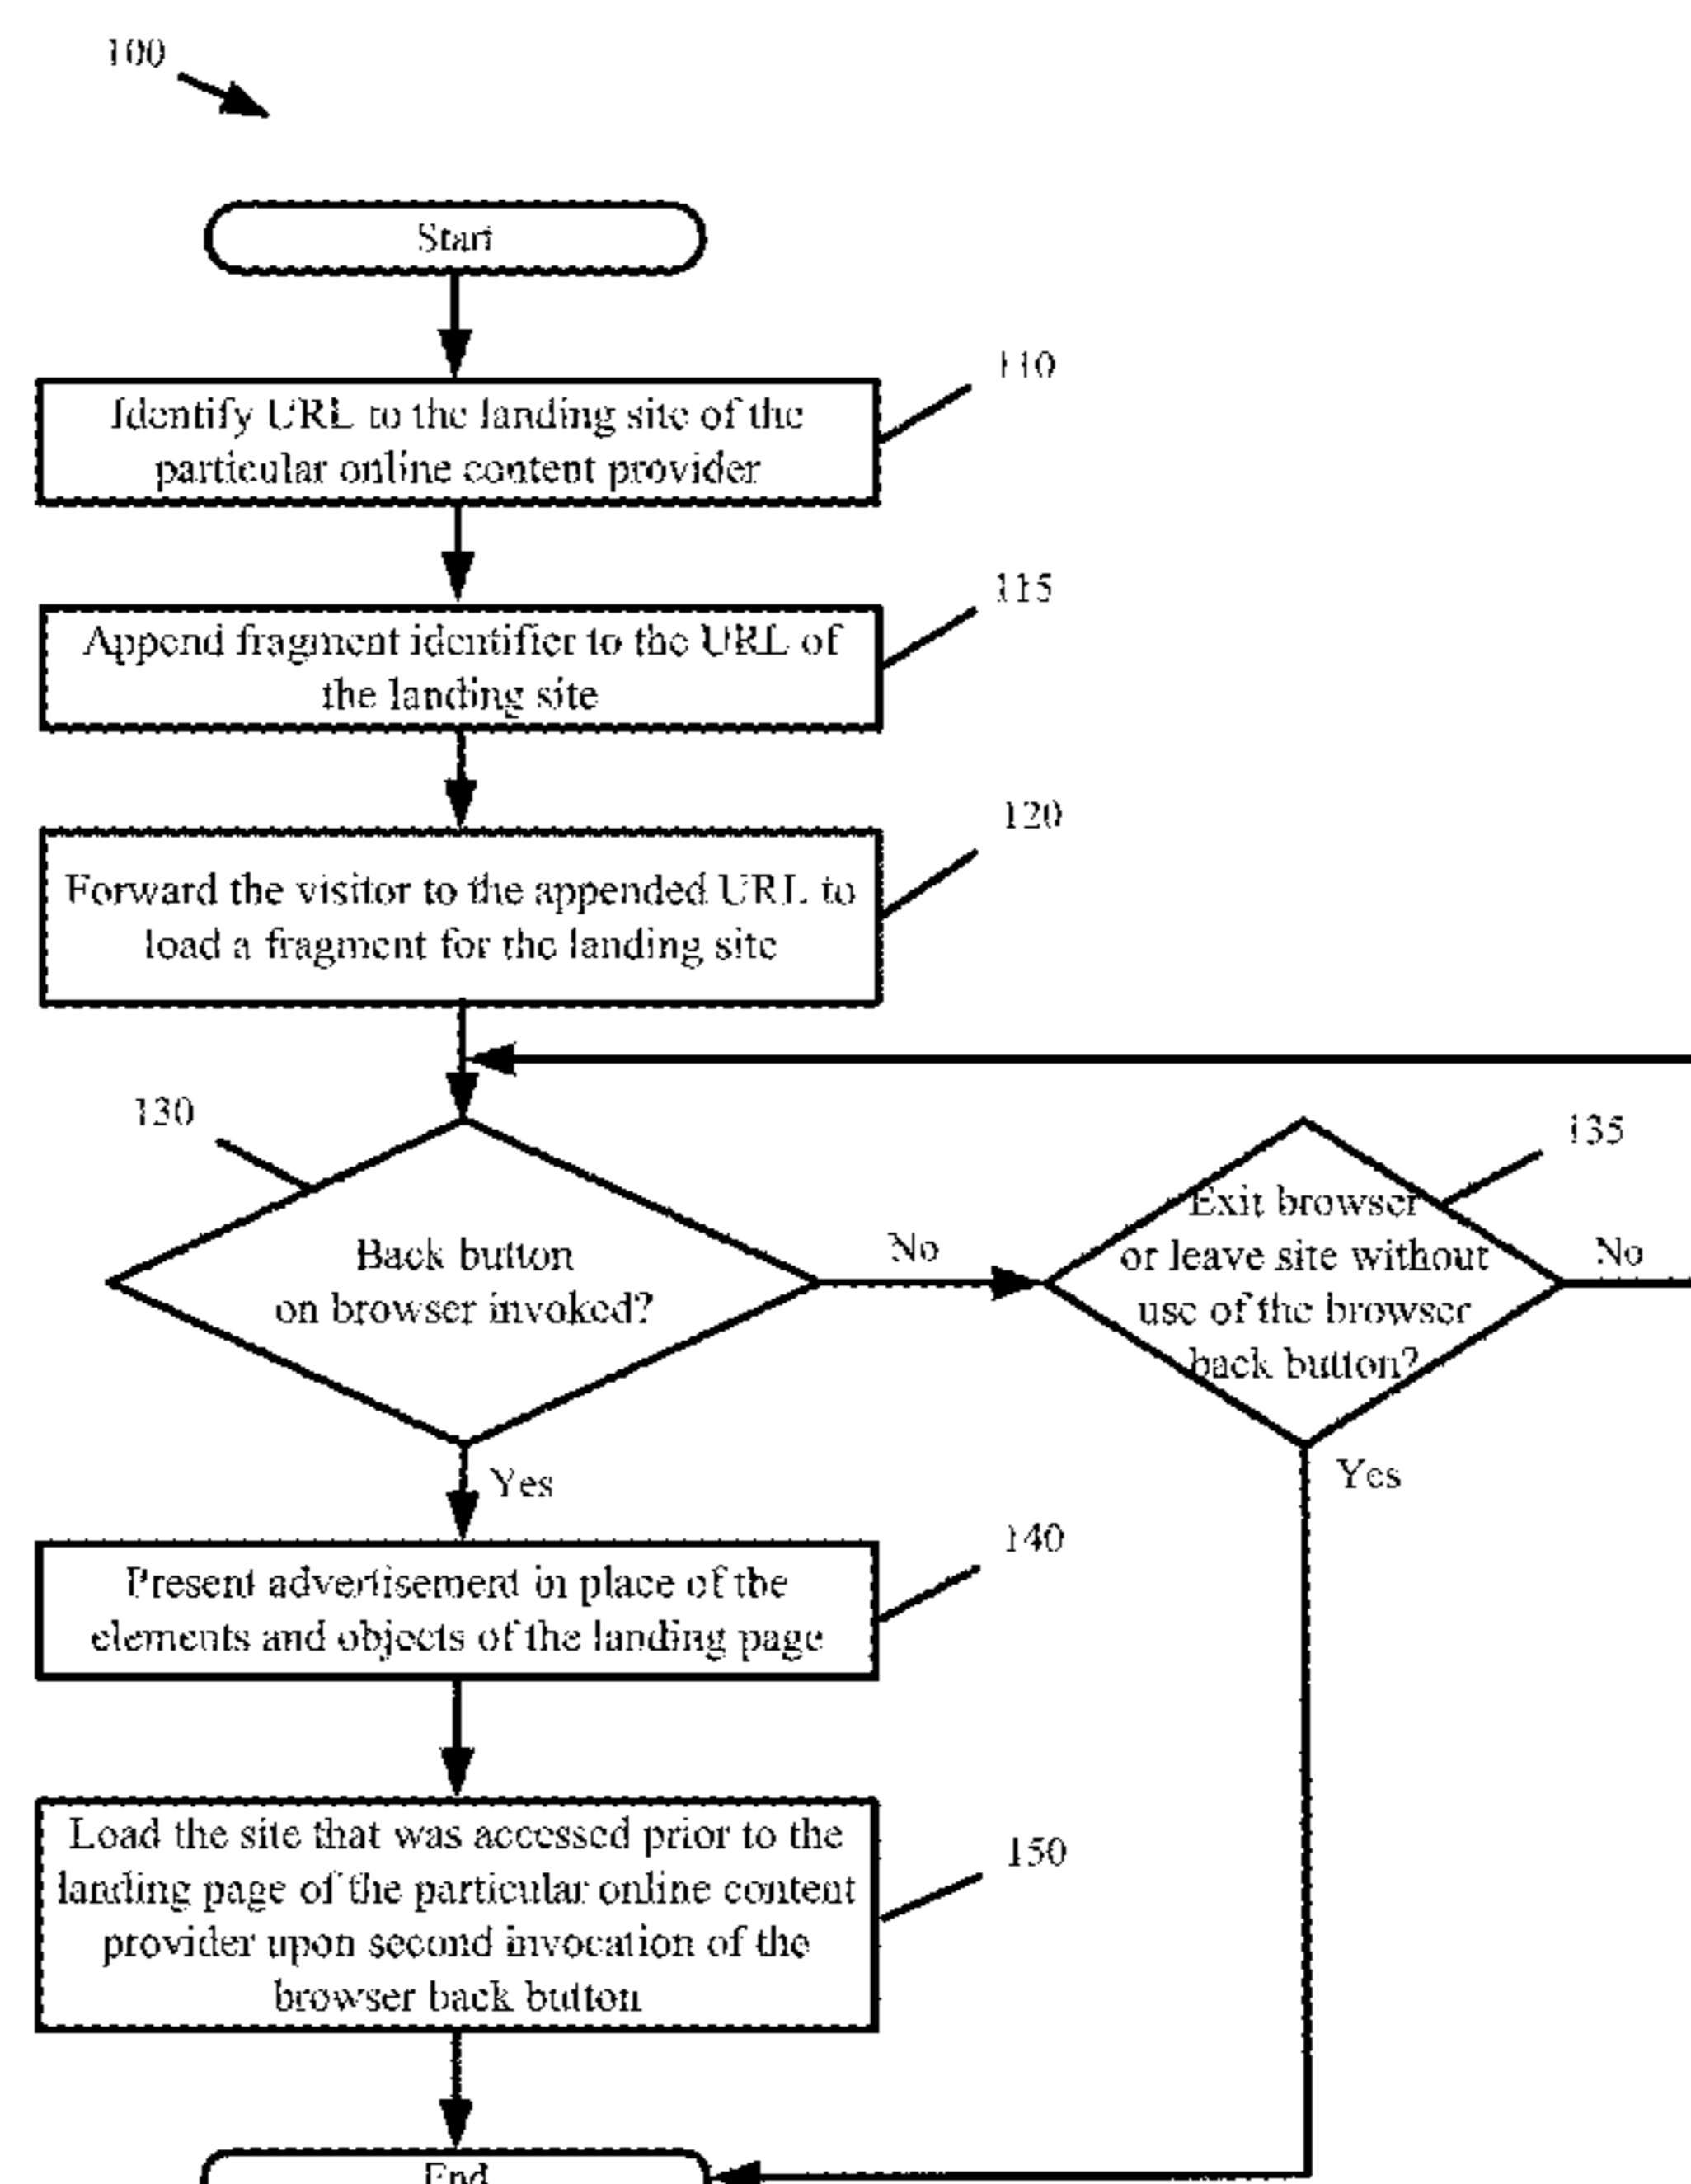 100
Start
110
Identify URL to the landing site of the
particular online content provider
115
Append fragment identifier to the URL of
the landing site
120
Forward the visitor to the appended URL to
load a fragment for the landing site
130
Back button
on browser invoked?
No
135
Exit browser
or leave site without
use of the browser
back button?
No
Yes
Yes
140
Present advertisement in place of the
elements and objects of the landing page
150
Load the site that was accessed prior to the
landing page of the particular online content
provider upon second invocation of the
browser back button
End